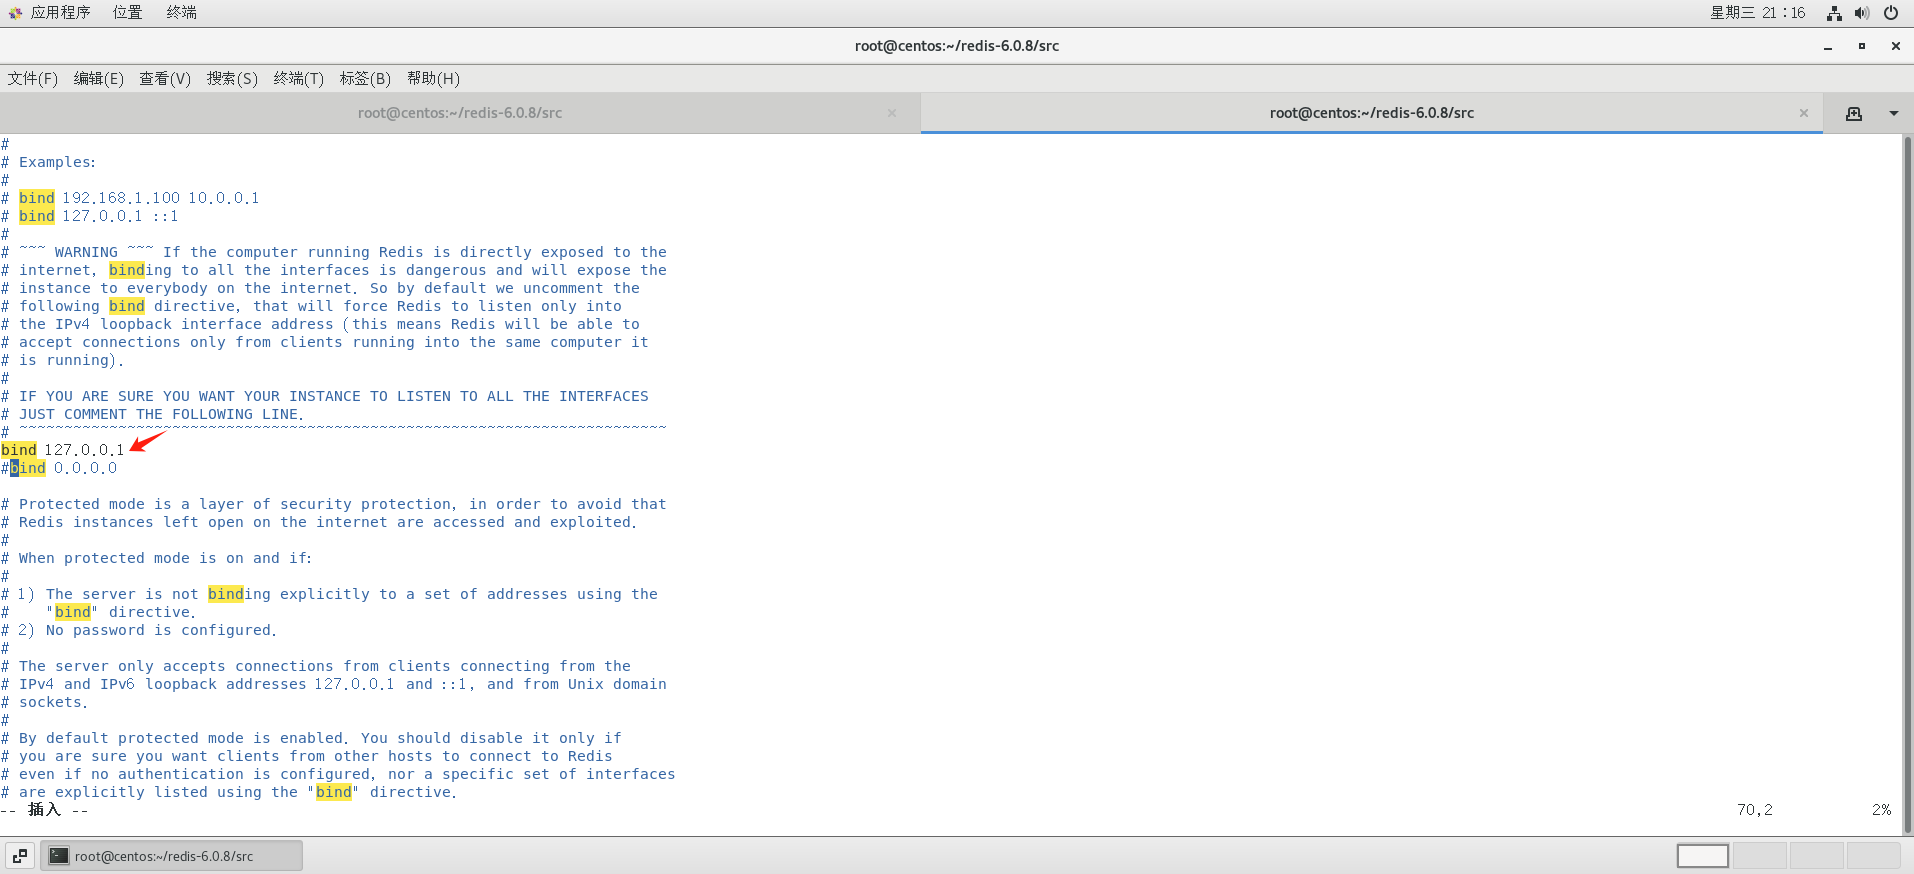 应用程序 位置 终端 星期三 21：16
root@centos:~/redis-6.0.8/src
文件(F) 编辑(E) 查看(V) 搜索(S) 终端(T) 标签(B) 帮助(H)
root@centos:~/redis-6.0.8/src × root@centos:~/redis-6.0.8/src ×
#
# Examples:
#
# bind 192.168.1.100 10.0.0.1
# bind 127.0.0.1 ::1
#
# ~~~ WARNING ~~~ If the computer running Redis is directly exposed to the
# internet, binding to all the interfaces is dangerous and will expose the
# instance to everybody on the internet. So by default we uncomment the
# following bind directive, that will force Redis to listen only into
# the IPv4 loopback interface address (this means Redis will be able to
# accept connections only from clients running into the same computer it
# is running).
#
# IF YOU ARE SURE YOU WANT YOUR INSTANCE TO LISTEN TO ALL THE INTERFACES
# JUST COMMENT THE FOLLOWING LINE.
# ~~~~~~~~~~~~~~~~~~~~~~~~~~~~~~~~~~~~~~~~~~~~~~~~~~~~~~~~~~~~~~~~~~~~~~~~
bind 127.0.0.1
#bind 0.0.0.0
# Protected mode is a layer of security protection, in order to avoid that
# Redis instances left open on the internet are accessed and exploited.
#
# When protected mode is on and if:
#
# 1) The server is not binding explicitly to a set of addresses using the
#    "bind" directive.
# 2) No password is configured.
#
# The server only accepts connections from clients connecting from the
# IPv4 and IPv6 loopback addresses 127.0.0.1 and ::1, and from Unix domain
# sockets.
#
# By default protected mode is enabled. You should disable it only if
# you are sure you want clients from other hosts to connect to Redis
# even if no authentication is configured, nor a specific set of interfaces
# are explicitly listed using the "bind" directive.
-- 插入 -- 70,2 2%
root@centos:~/redis-6.0.8/src